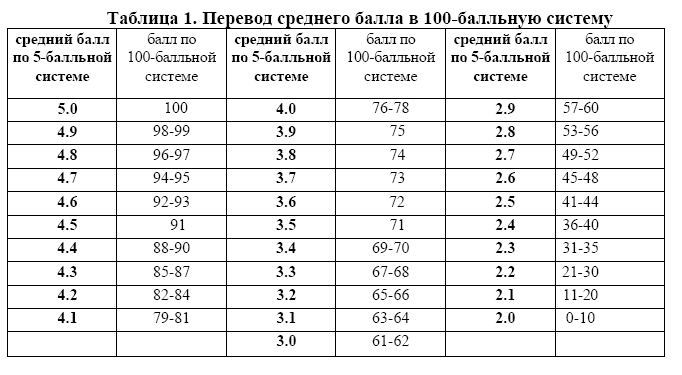 Таблица 1. Перевод среднего балла в 100-балльную систему
средний балл по 5-балльной системе | балл по 100-балльной системе | средний балл по 5-балльной системе | балл по 100-балльной системе | средний балл по 5-балльной системе | балл по 100-балльной системе
5.0 | 100 | 4.0 | 76-78 | 2.9 | 57-60
4.9 | 98-99 | 3.9 | 75 | 2.8 | 53-56
4.8 | 96-97 | 3.8 | 74 | 2.7 | 49-52
4.7 | 94-95 | 3.7 | 73 | 2.6 | 45-48
4.6 | 92-93 | 3.6 | 72 | 2.5 | 41-44
4.5 | 91 | 3.5 | 71 | 2.4 | 36-40
4.4 | 88-90 | 3.4 | 69-70 | 2.3 | 31-35
4.3 | 85-87 | 3.3 | 67-68 | 2.2 | 21-30
4.2 | 82-84 | 3.2 | 65-66 | 2.1 | 11-20
4.1 | 79-81 | 3.1 | 63-64 | 2.0 | 0-10
3.0 | 61-62